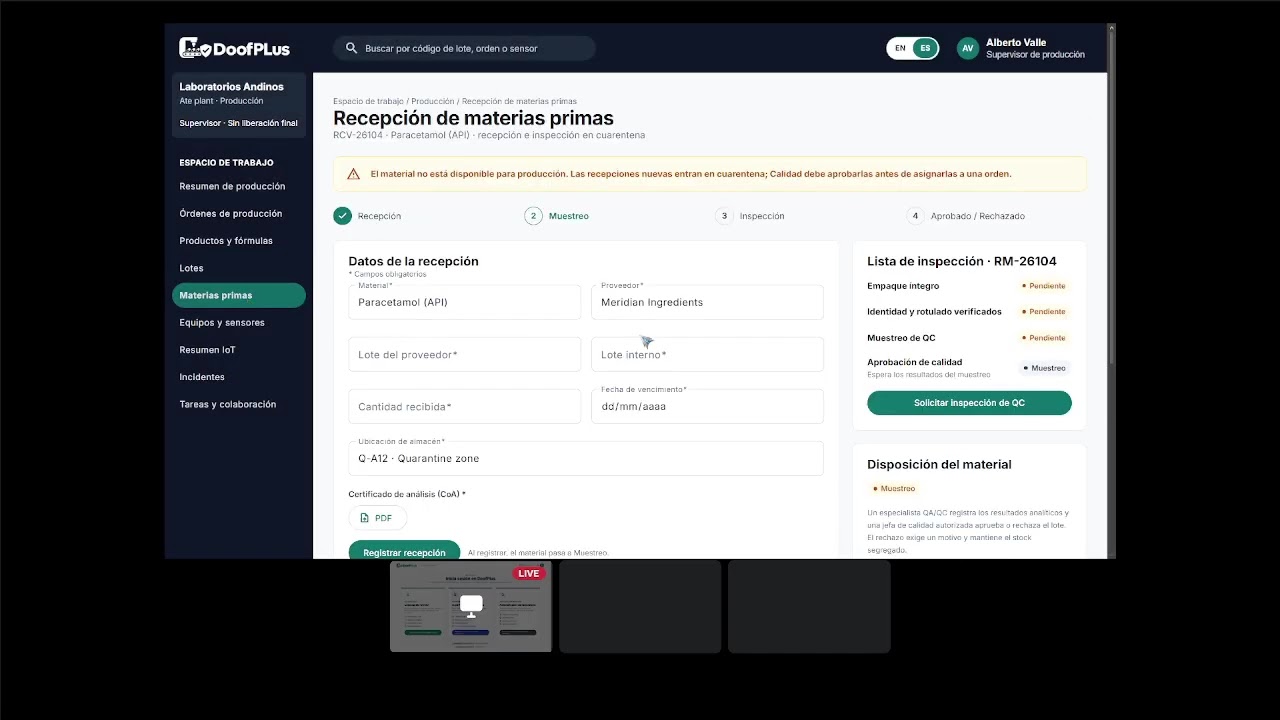 DoofPlus
Buscar por código de lote, orden o sensor
EN ES
AV
Alberto Valle
Supervisor de producción
Laboratorios Andinos
Ate plant · Producción
Supervisor · Sin liberación final
ESPACIO DE TRABAJO
Resumen de producción
Órdenes de producción
Productos y fórmulas
Lotes
Materias primas
Equipos y sensores
Resumen IoT
Incidentes
Tareas y colaboración
Espacio de trabajo / Producción / Recepción de materias primas
Recepción de materias primas
RCV-26104 · Paracetamol (API) · recepción e inspección en cuarentena
El material no está disponible para producción. Las recepciones nuevas entran en cuarentena; Calidad debe aprobarlas antes de asignarlas a una orden.
Recepción
2 Muestreo
3 Inspección
4 Aprobado / Rechazado
Datos de la recepción
* Campos obligatorios
Material*
Paracetamol (API)
Proveedor*
Meridian Ingredients
Lote del proveedor*
Lote interno*
Cantidad recibida*
Fecha de vencimiento*
dd/mm/aaaa
Ubicación de almacén*
Q-A12 · Quarantine zone
Certificado de análisis (CoA) *
PDF
Registrar recepción
Al registrar, el material pasa a Muestreo.
Lista de inspección · RM-26104
Empaque íntegro
Pendiente
Identidad y rotulado verificados
Pendiente
Muestreo de QC
Pendiente
Aprobación de calidad
Espera los resultados del muestreo
Muestreo
Solicitar inspección de QC
Disposición del material
Muestreo
Un especialista QA/QC registra los resultados analíticos y
una jefa de calidad autorizada aprueba o rechaza el lote.
El rechazo exige un motivo y mantiene el stock
segregado.
LIVE